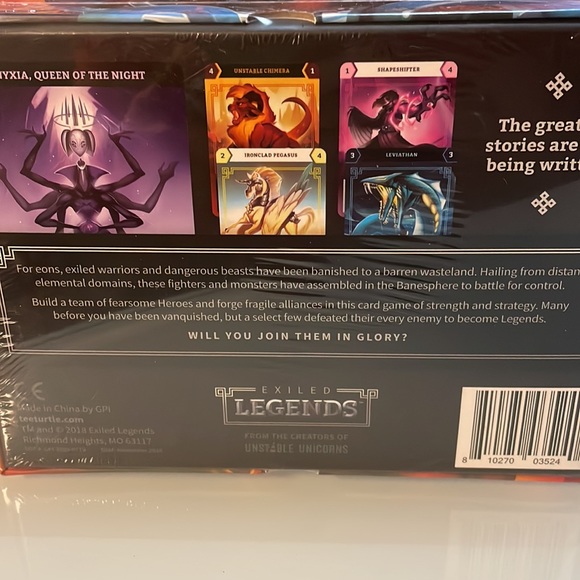 NYXIA, QUEEN OF THE NIGHT
4 UNSTABLE CHIMERA 1
2 IRONCLAD PEGASUS 4
1 SHAPESHIFTER 4
3 LEVIATHAN 3
The great
stories are
being writt
For eons, exiled warriors and dangerous beasts have been banished to a barren wasteland. Hailing from distan
elemental domains, these fighters and monsters have assembled in the Banesphere to battle for control.
Build a team of fearsome Heroes and forge fragile alliances in this card game of strength and strategy. Many
before you have been vanquished, but a select few defeated their every enemy to become Legends.
WILL YOU JOIN THEM IN GLORY?
CE
Made in China by GPI
teeturtle.com
TM and © 2018 Exiled Legends
Richmond Heights, MO 63117
EXILED
LEGENDS
FROM THE CREATORS OF
UNSTABLE UNICORNS
8 10270 03524